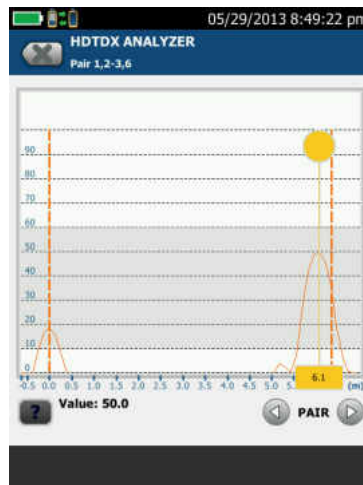 05/29/2013 8:49:22 pm
HDTDX ANALYZER
Pair 1,2-3,6
90
80
70
60
50
40
30
20
10
0
-0.5 0.0 0.5 1.0 1.5 2.0 2.5 3.0 3.5 4.0 4.5 5.0 5. 6.1 (m)
? Value: 50.0 PAIR